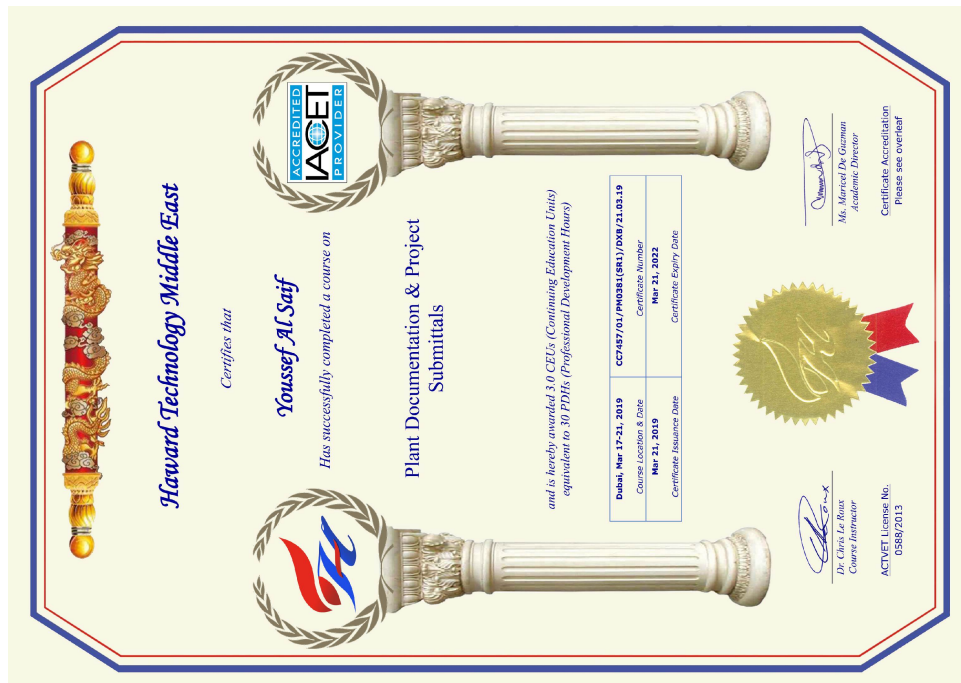 ACCREDITED
IACET
PROVIDER
Haward Technology Middle East
Certifies that
Youssef Al Saif
Has successfully completed a course on
Plant Documentation & Project
Submittals
and is hereby awarded 3.0 CEUs (Continuing Education Units)
equivalent to 30 PDHs (Professional Development Hours)
Dubai, Mar 17-21, 2019
Course Location & Date
CC7457/01/PM0381(SR1)/DXB/21.03.19
Certificate Number
Mar 21, 2019
Certificate Issuance Date
Mar 21, 2022
Certificate Expiry Date
Dr. Chris Le Roux
Course Instructor
Ms. Maricel De Guzman
Academic Director
ACTVET License No.
0588/2013
Certificate Accreditation
Please see overleaf